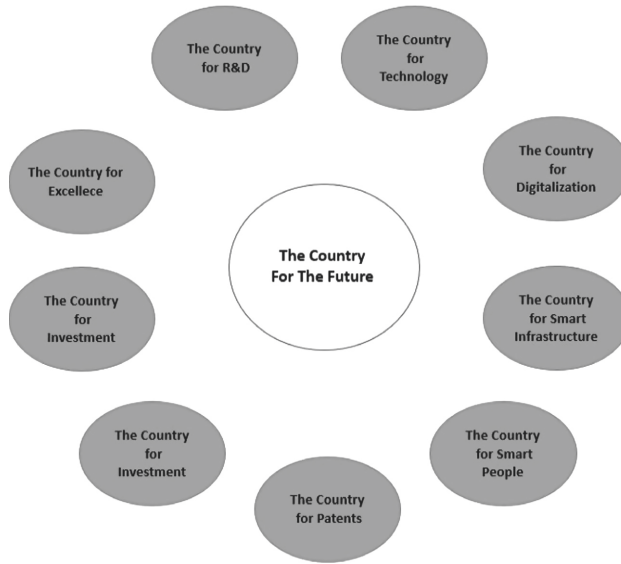 The Country
for R&D
The Country
for
Technology
The Country
for
Digitalization
The Country for
Excellece
The Country
For The Future
The Country
for
Investment
The Country
for Smart
Infrastructure
The Country
for
Investment
The Country
for Smart
People
The Country
for Patents